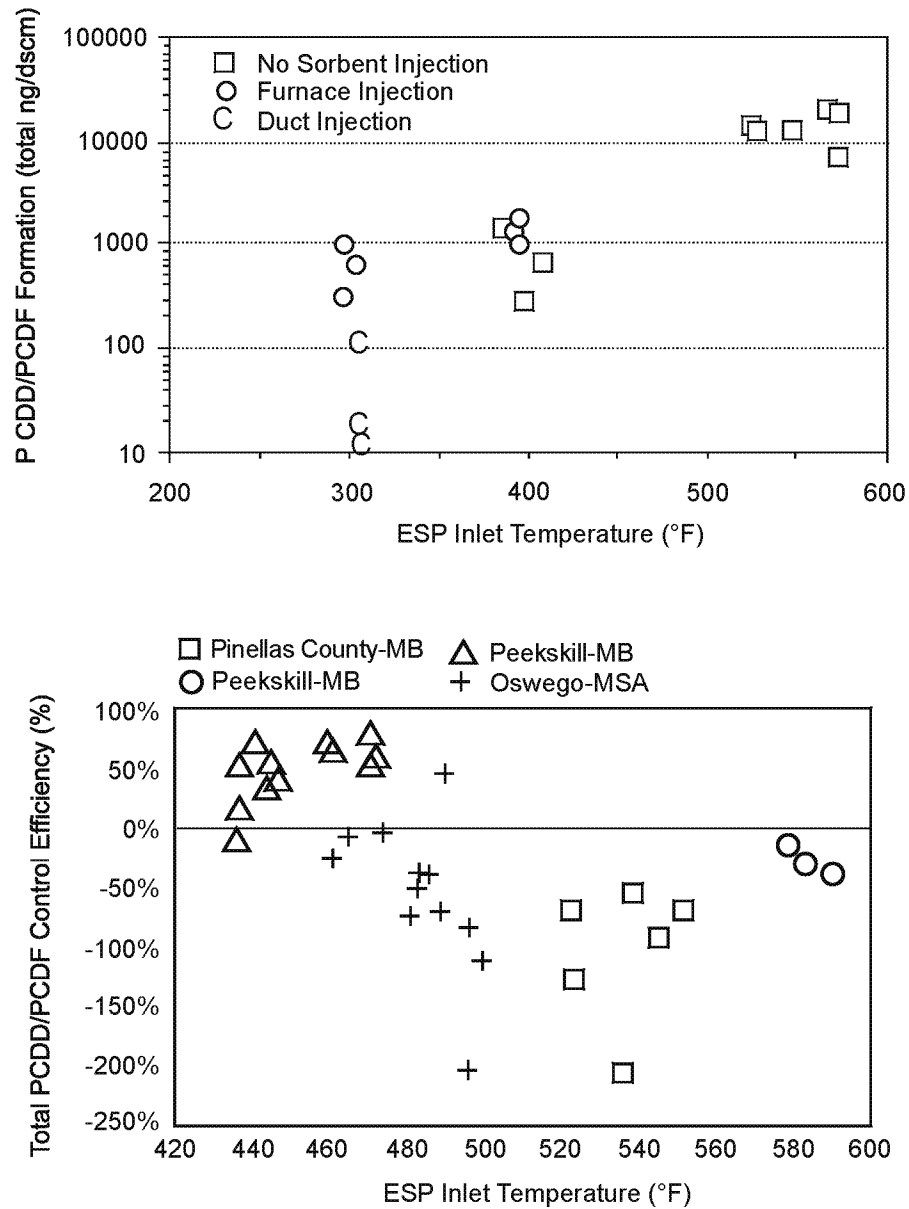 100000
No Sorbent Injection
Furnace Injection
Duct Injection
10000
1000
100
10
P CDD/PCDF Formation (total ng/dscm)
200 300 400 500 600
ESP Inlet Temperature (°F)
Pinellas County-MB Peekskill-MB
Peekskill-MB Oswego-MSA
100%
50%
0%
-50%
-100%
-150%
-200%
-250%
Total PCDD/PCDF Control Efficiency (%)
420 440 460 480 500 520 540 560 580 600
ESP Inlet Temperature (°F)